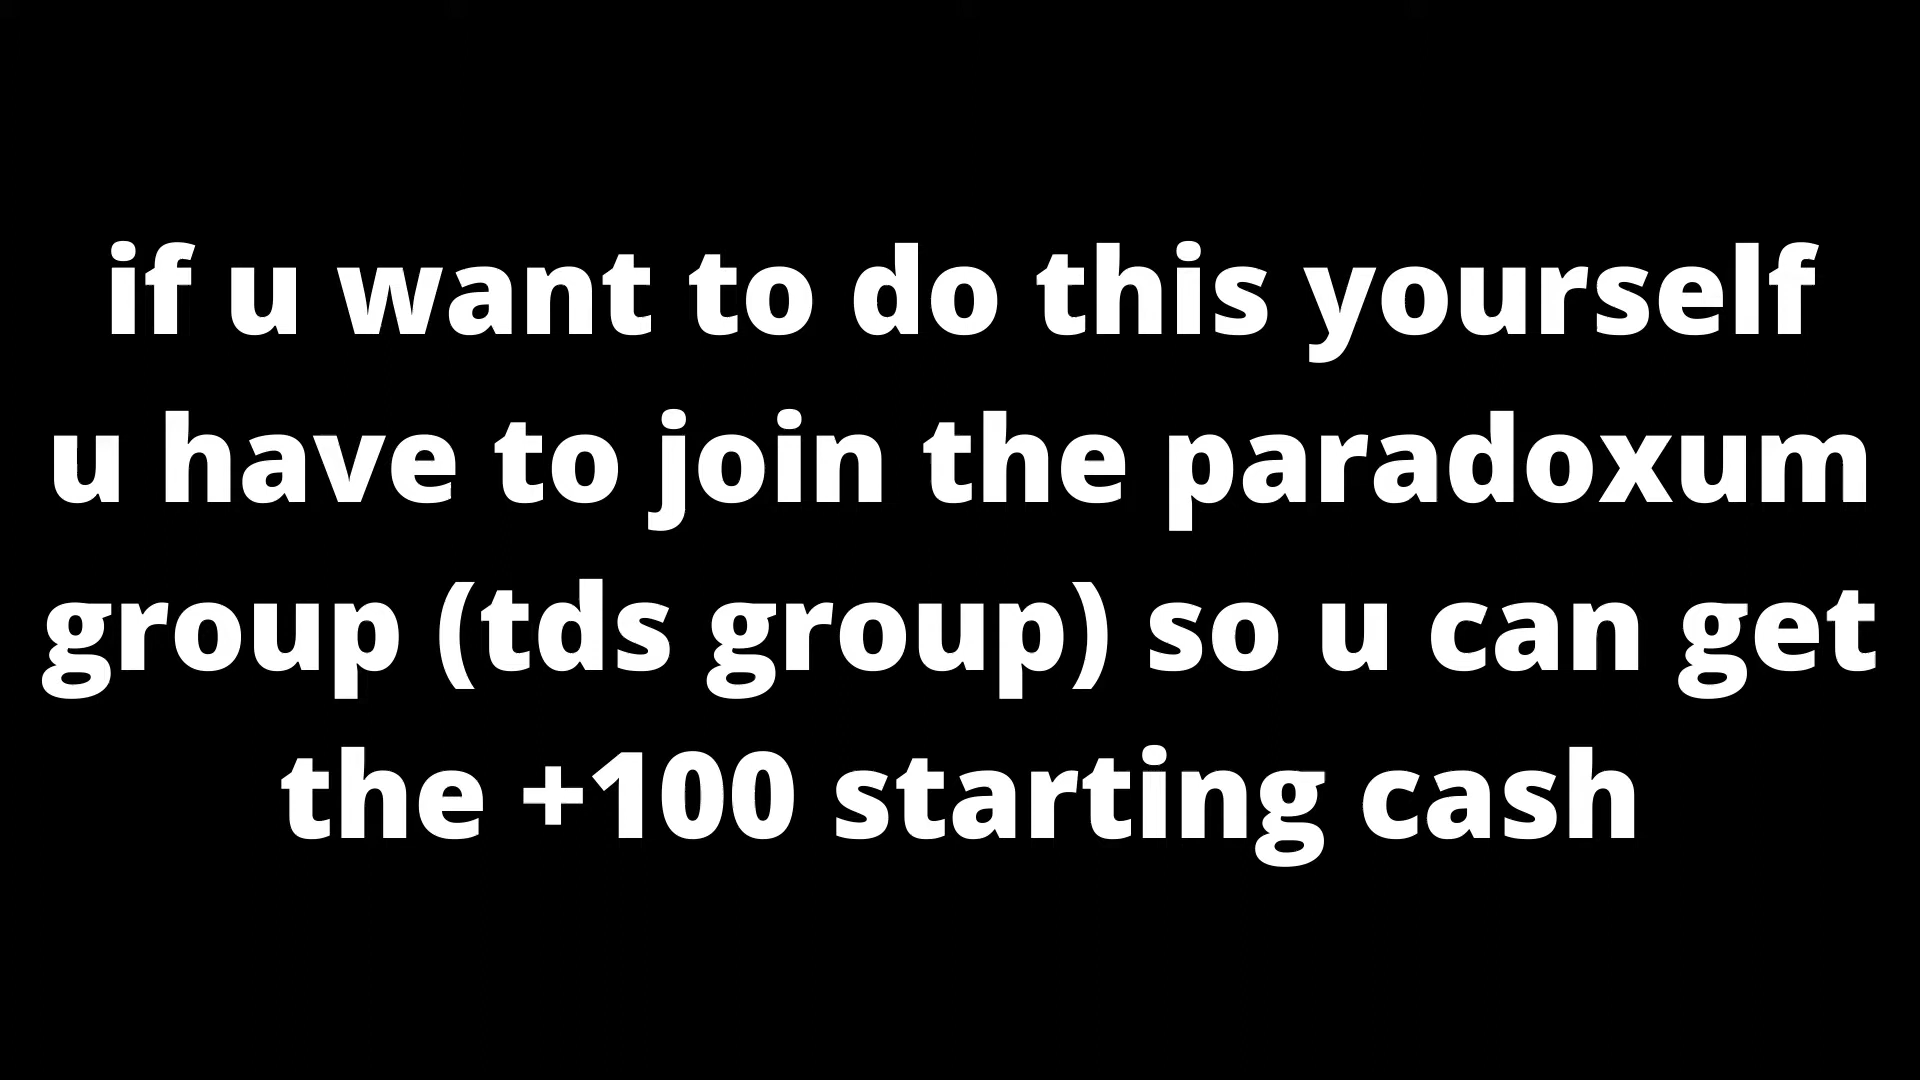 if u want to do this yourself
u have to join the paradoxum
group (tds group) so u can get
the +100 starting cash